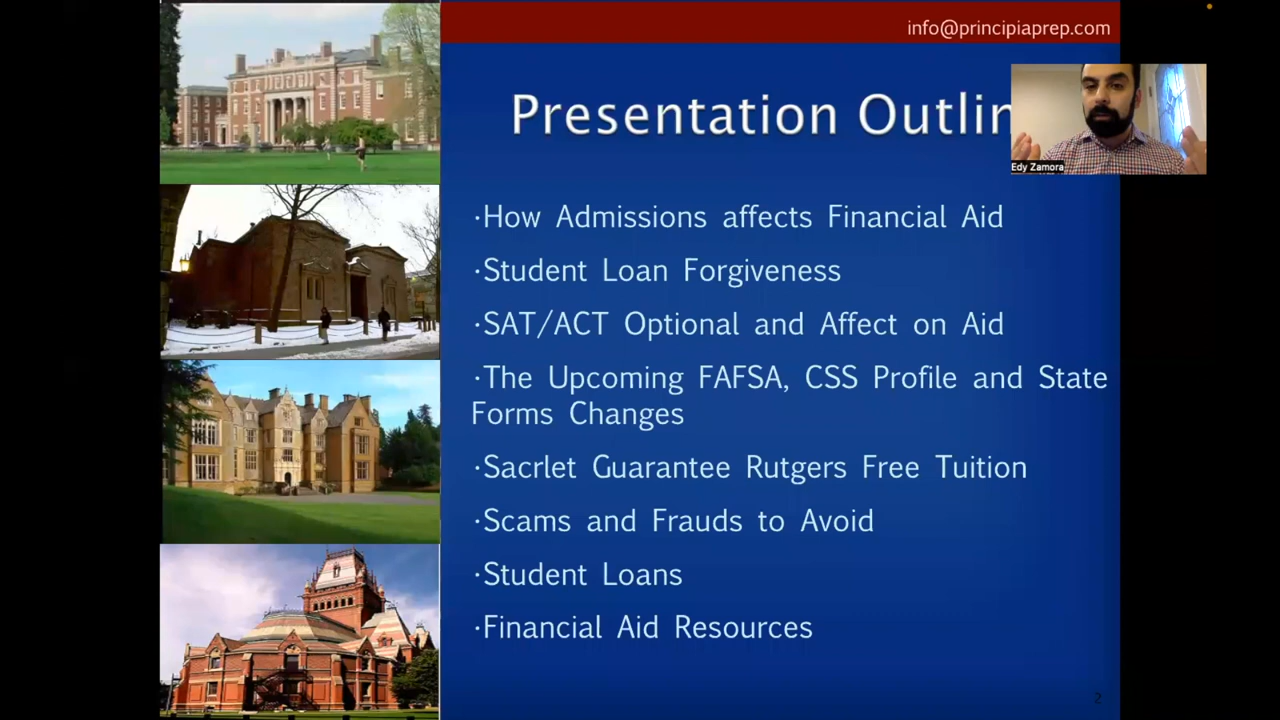 info@principiaprep.com
Presentation Outlin
Edy Zamora
·How Admissions affects Financial Aid
·Student Loan Forgiveness
·SAT/ACT Optional and Affect on Aid
·The Upcoming FAFSA, CSS Profile and State
Forms Changes
·Sacrlet Guarantee Rutgers Free Tuition
·Scams and Frauds to Avoid
·Student Loans
·Financial Aid Resources
2